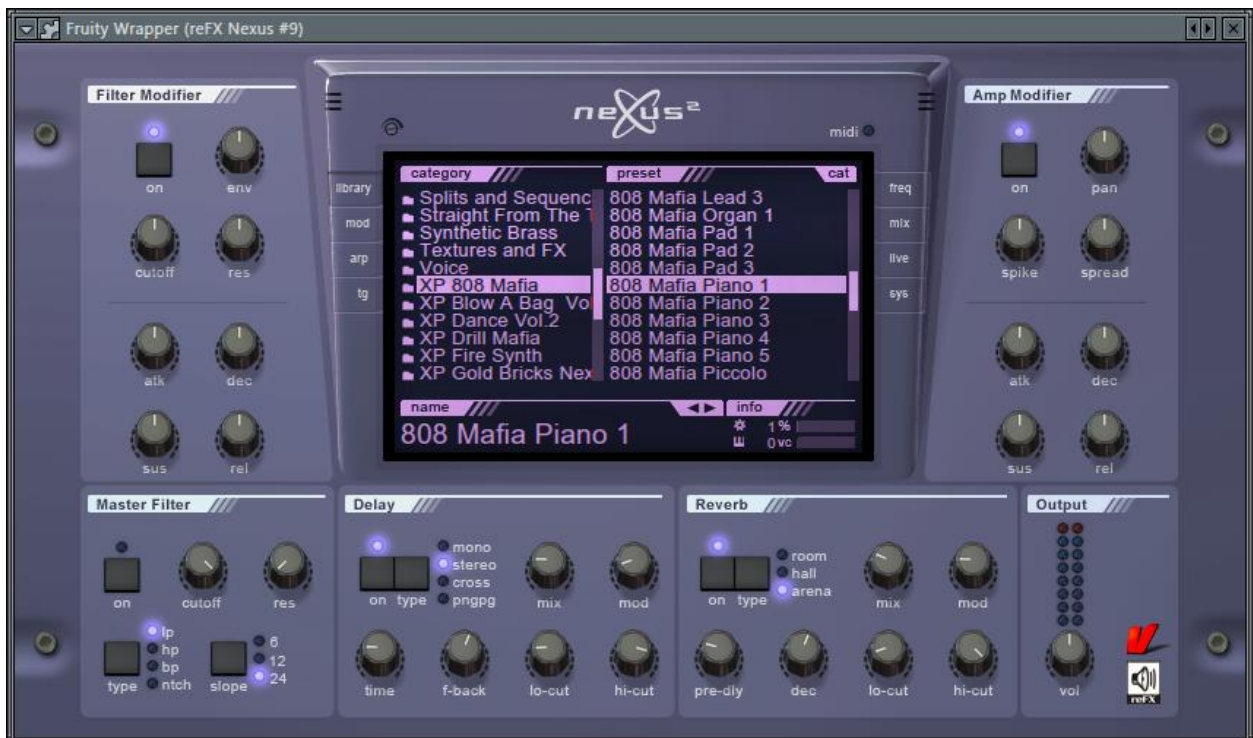 Fruity Wrapper (reFX Nexus #9)
Filter Modifier
on
env
cutoff
res
atk
dec
sus
rel
nexus²
midi
library
mod
arp
tg
category
Splits and Sequenc
Straight From The T
Synthetic Brass
Textures and FX
Voice
XP 808 Mafia
XP Blow A Bag Vol
XP Dance Vol.2
XP Drill Mafia
XP Fire Synth
XP Gold Bricks Nex
preset
cat
808 Mafia Lead 3
808 Mafia Organ 1
808 Mafia Pad 1
808 Mafia Pad 2
808 Mafia Pad 3
808 Mafia Piano 1
808 Mafia Piano 2
808 Mafia Piano 3
808 Mafia Piano 4
808 Mafia Piano 5
808 Mafia Piccolo
name
808 Mafia Piano 1
info
1 %
0 vc
freq
mix
live
sys
Amp Modifier
on
pan
spike
spread
atk
dec
sus
rel
Master Filter
on
cutoff
res
type
lp
hp
bp
ntch
slope
6
12
24
Delay
on
type
mono
stereo
cross
pngpg
mix
mod
time
f-back
lo-cut
hi-cut
Reverb
on
type
room
hall
arena
mix
mod
pre-dly
dec
lo-cut
hi-cut
Output
vol
reFX